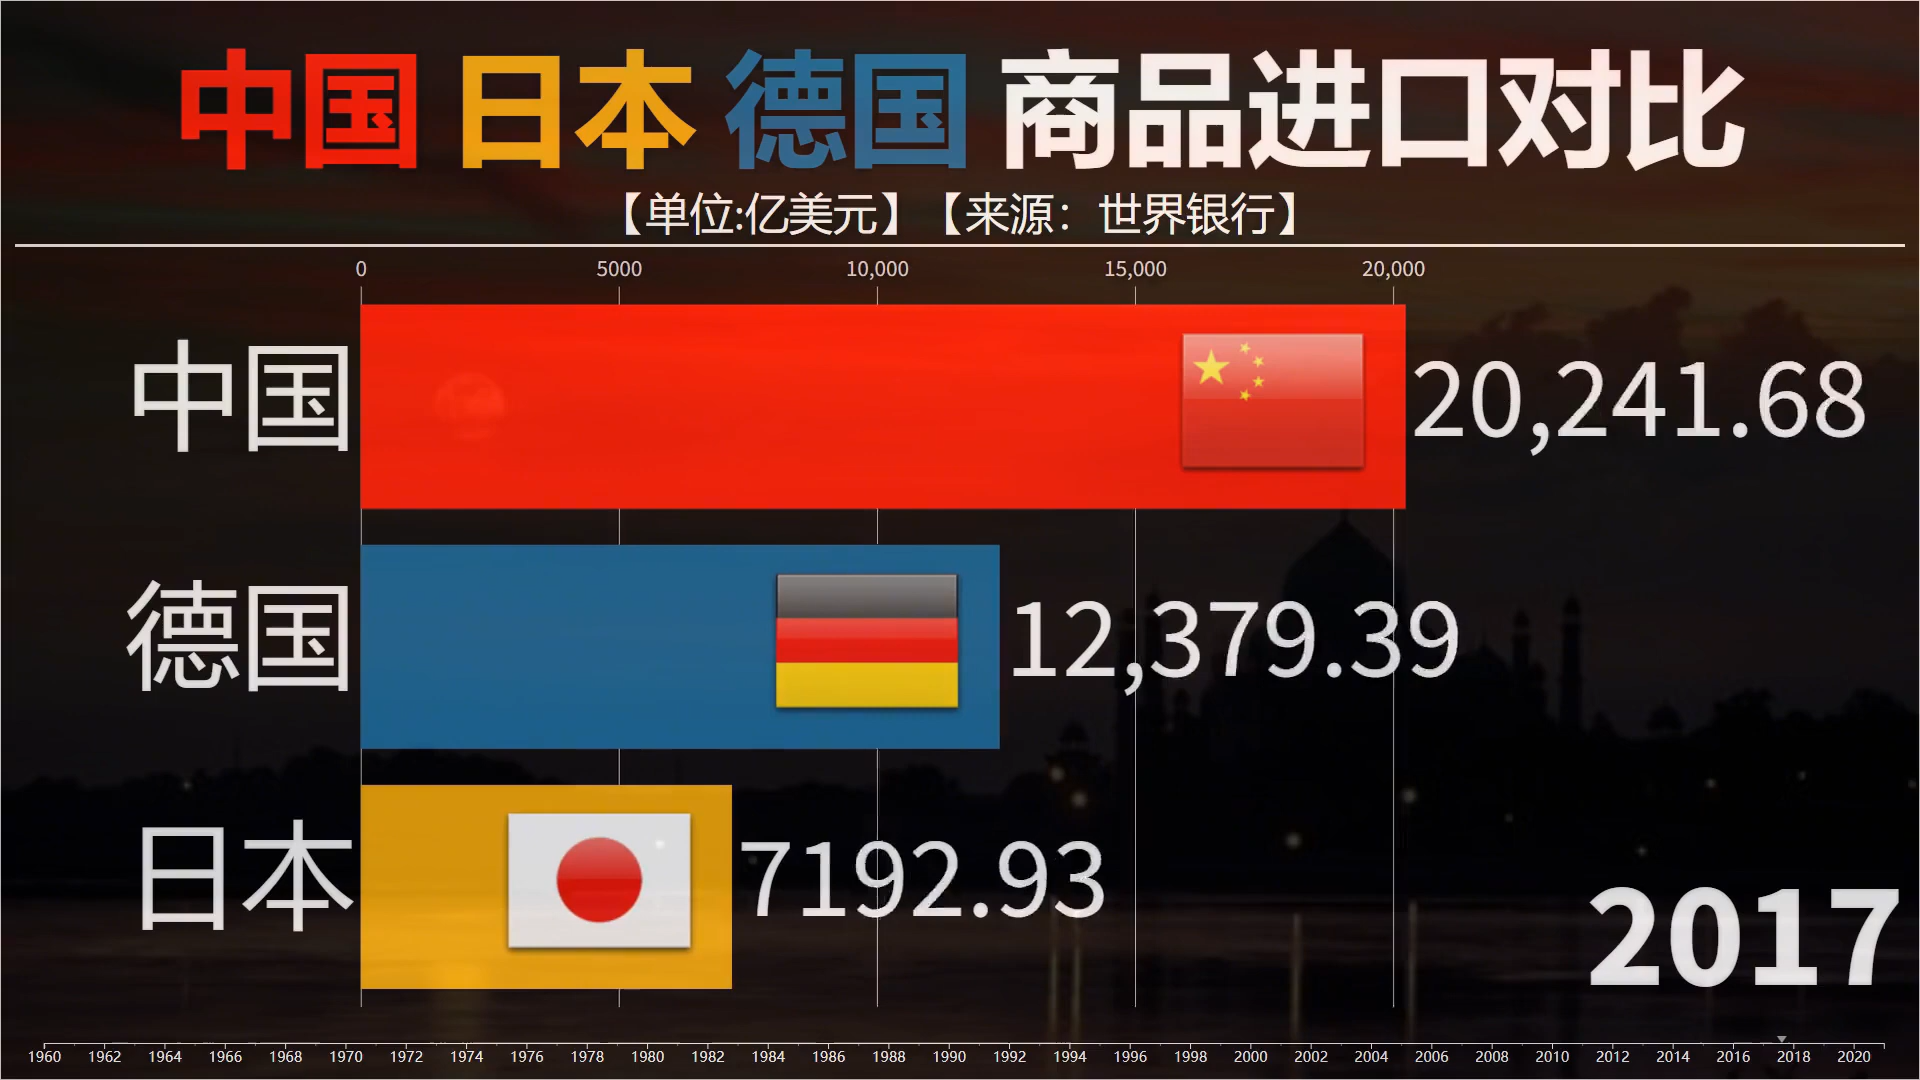 中国 日本 德国 商品进口对比
【单位:亿美元】【来源：世界银行】
0 5000 10,000 15,000 20,000
中国 20,241.68
德国 12,379.39
日本 7192.93
2017
1960 1962 1964 1966 1968 1970 1972 1974 1976 1978 1980 1982 1984 1986 1988 1990 1992 1994 1996 1998 2000 2002 2004 2006 2008 2010 2012 2014 2016 2018 2020